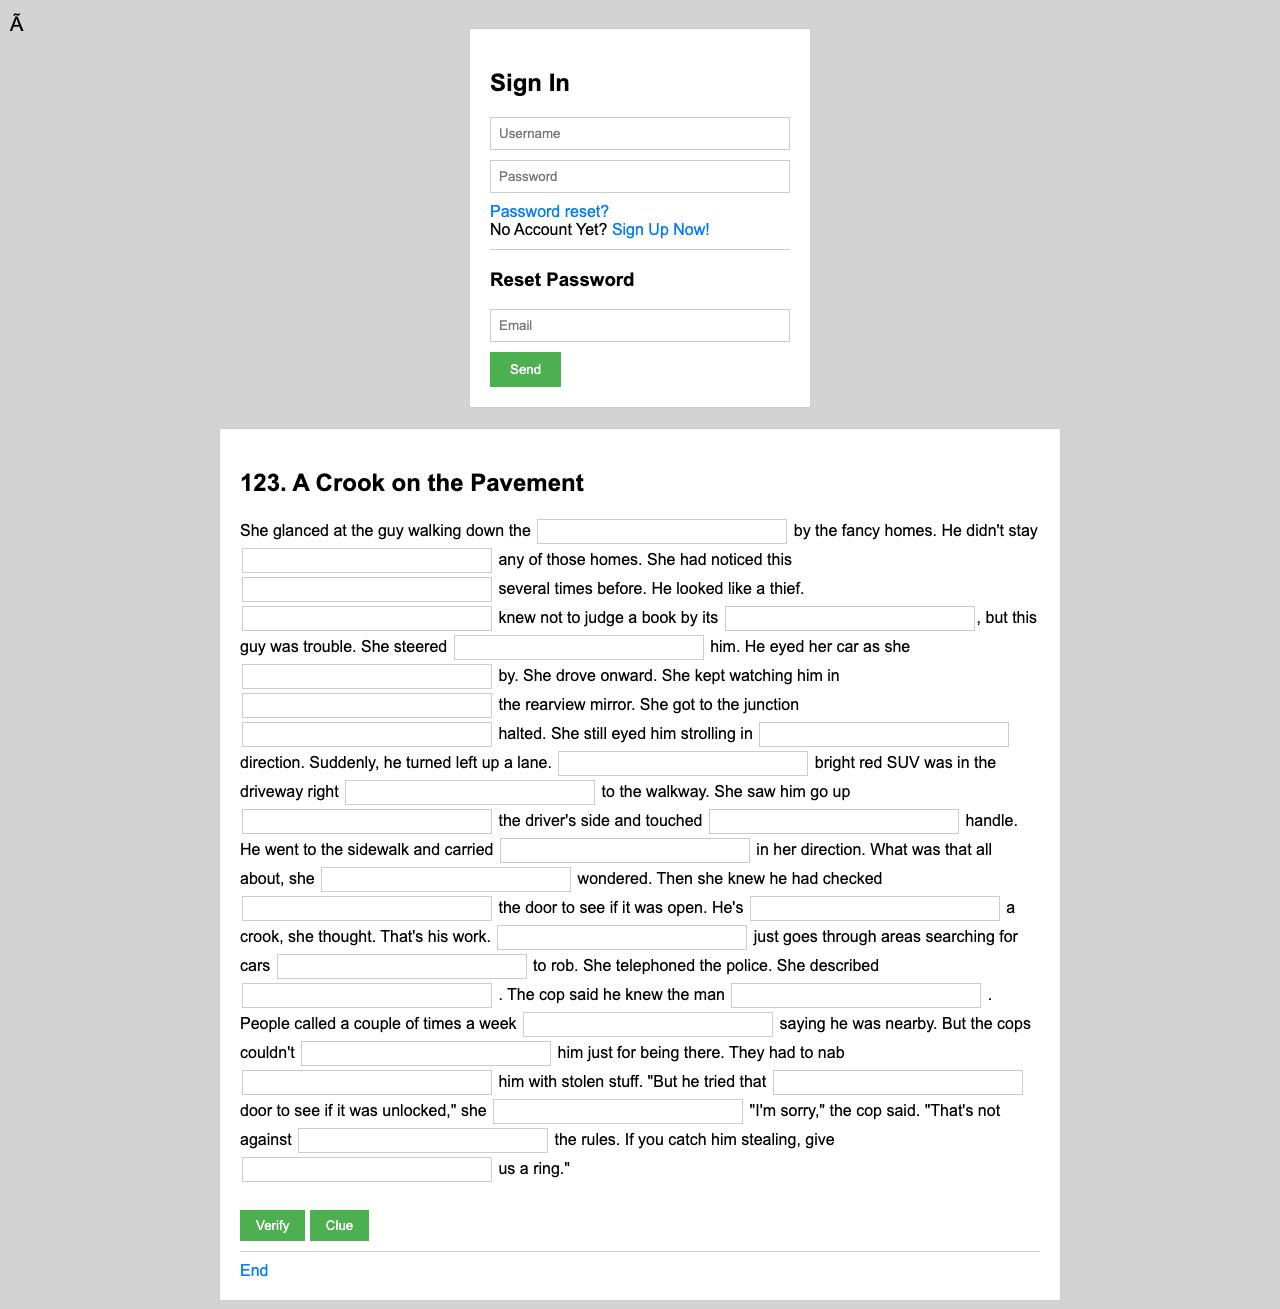 Ã
Sign In
Username
Password
Password reset?
No Account Yet? Sign Up Now!
Reset Password
Email
Send
123. A Crook on the Pavement
She glanced at the guy walking down the by the fancy homes. He didn't stay
any of those homes. She had noticed this
several times before. He looked like a thief.
knew not to judge a book by its , but this
guy was trouble. She steered him. He eyed her car as she
by. She drove onward. She kept watching him in
the rearview mirror. She got to the junction
halted. She still eyed him strolling in
direction. Suddenly, he turned left up a lane. bright red SUV was in the
driveway right to the walkway. She saw him go up
the driver's side and touched handle.
He went to the sidewalk and carried in her direction. What was that all
about, she wondered. Then she knew he had checked
the door to see if it was open. He's a
crook, she thought. That's his work. just goes through areas searching for
cars to rob. She telephoned the police. She described
. The cop said he knew the man .
People called a couple of times a week saying he was nearby. But the cops
couldn't him just for being there. They had to nab
him with stolen stuff. "But he tried that
door to see if it was unlocked," she "I'm sorry," the cop said. "That's not
against the rules. If you catch him stealing, give
us a ring."
Verify Clue
End